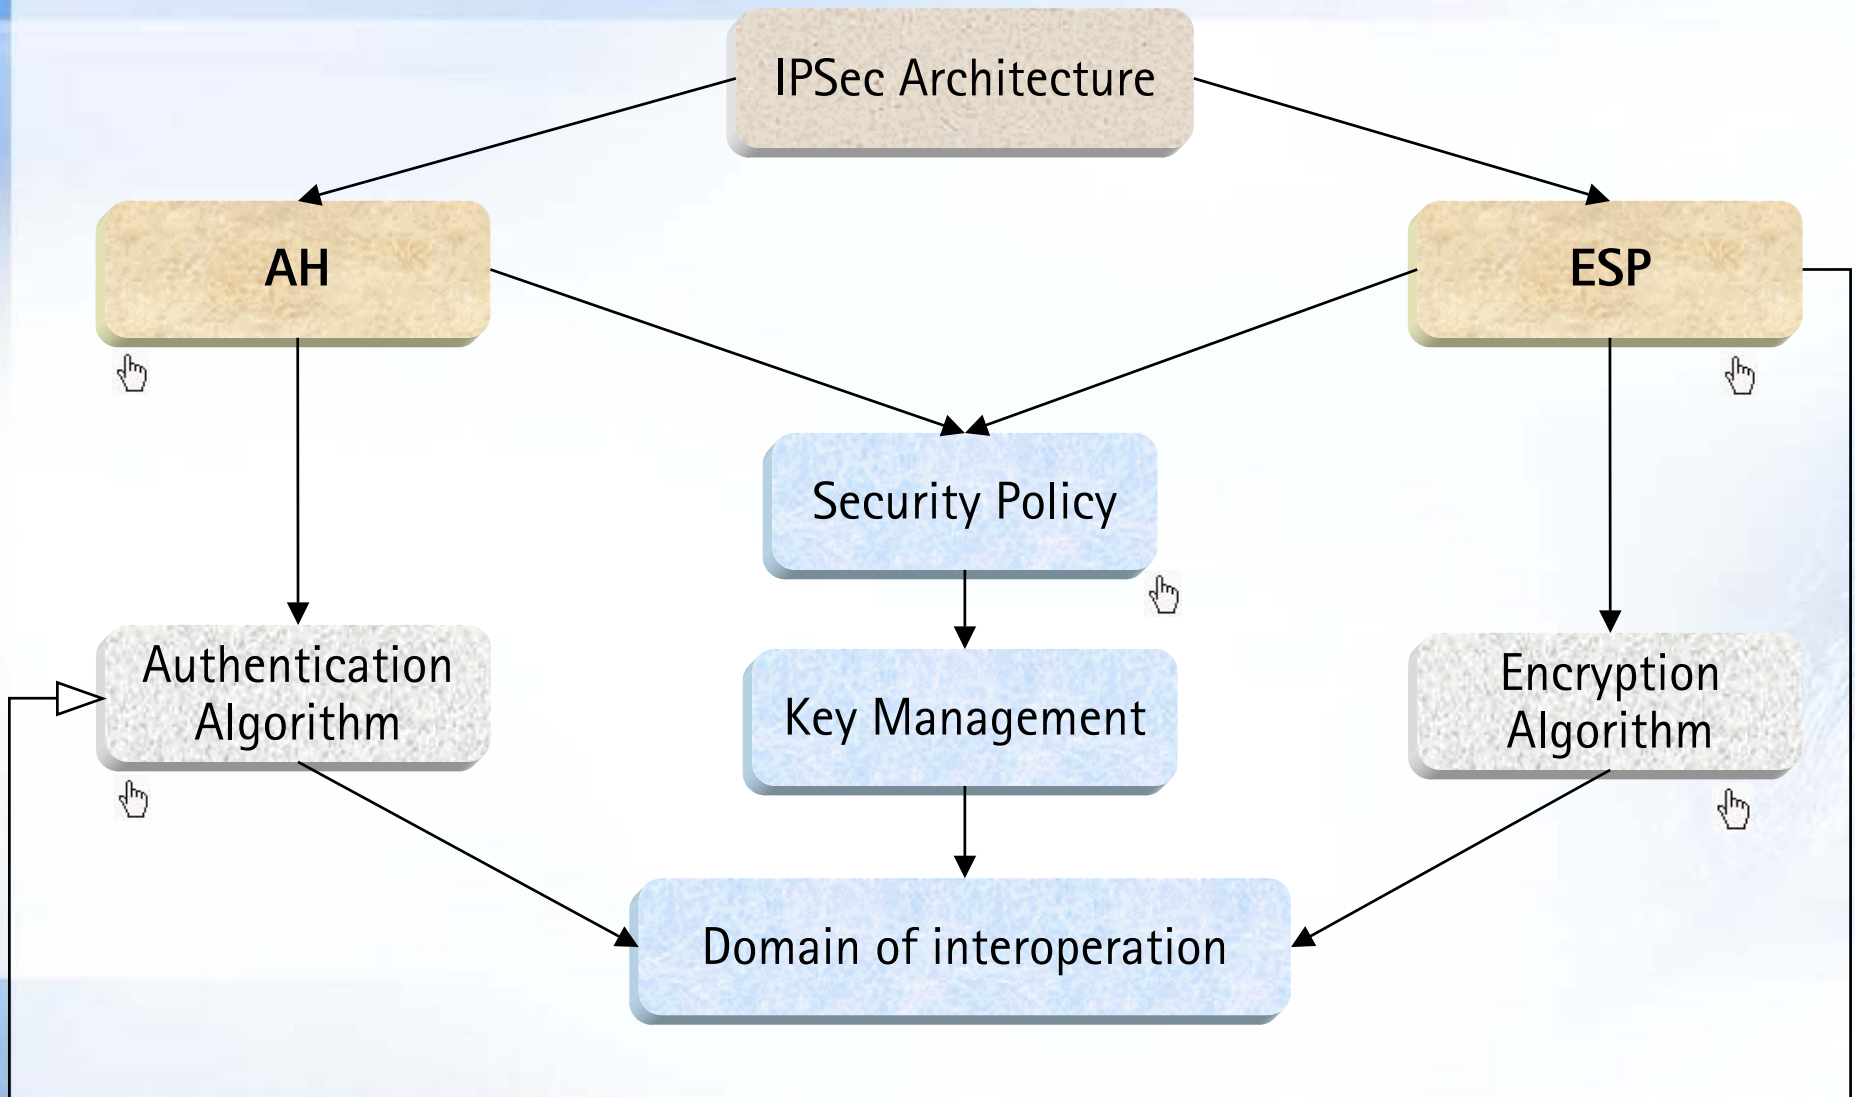 IPSec Architecture
AH
ESP
Security Policy
Authentication
Algorithm
Key Management
Encryption
Algorithm
Domain of interoperation